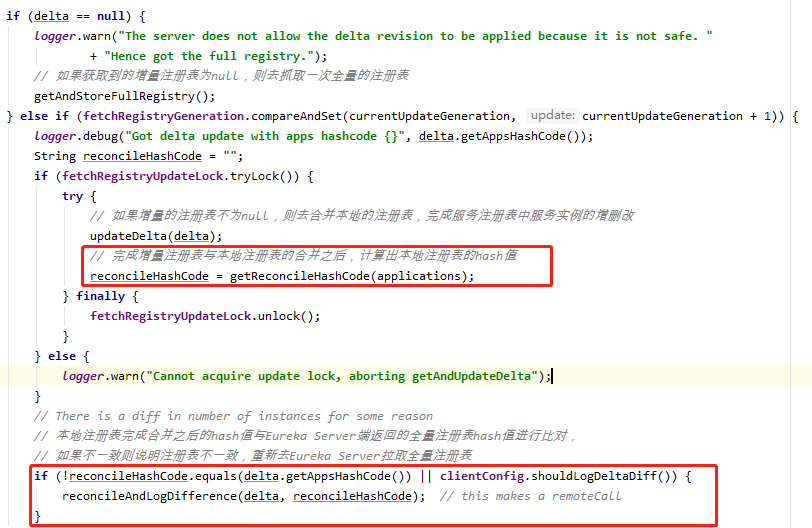 if (delta == null) {
logger.warn("The server does not allow the delta revision to be applied because it is not safe. "
+ "Hence got the full registry.");
// 如果获取到的增量注册表为null，则去抓取一次全量的注册表
getAndStoreFullRegistry();
} else if (fetchRegistryGeneration.compareAndSet(currentUpdateGeneration, update: currentUpdateGeneration + 1)) {
logger.debug("Got delta update with apps hashcode {}", delta.getAppsHashCode());
String reconcileHashCode = "";
if (fetchRegistryUpdateLock.tryLock()) {
try {
// 如果增量的注册表不为null，则去合并本地的注册表，完成服务注册表中服务实例的增删改
updateDelta(delta);
// 完成增量注册表与本地注册表的合并之后，计算出本地注册表的hash值
reconcileHashCode = getReconcileHashCode(applications);
} finally {
fetchRegistryUpdateLock.unlock();
}
} else {
logger.warn("Cannot acquire update lock, aborting getAndUpdateDelta");
}
// There is a diff in number of instances for some reason
// 本地注册表完成合并之后的hash值与Eureka Server端返回的全量注册表hash值进行比对，
// 如果不一致则说明注册表不一致，重新去Eureka Server拉取全量注册表
if (!reconcileHashCode.equals(delta.getAppsHashCode()) || clientConfig.shouldLogDeltaDiff()) {
reconcileAndLogDifference(delta, reconcileHashCode);  // this makes a remoteCall
}